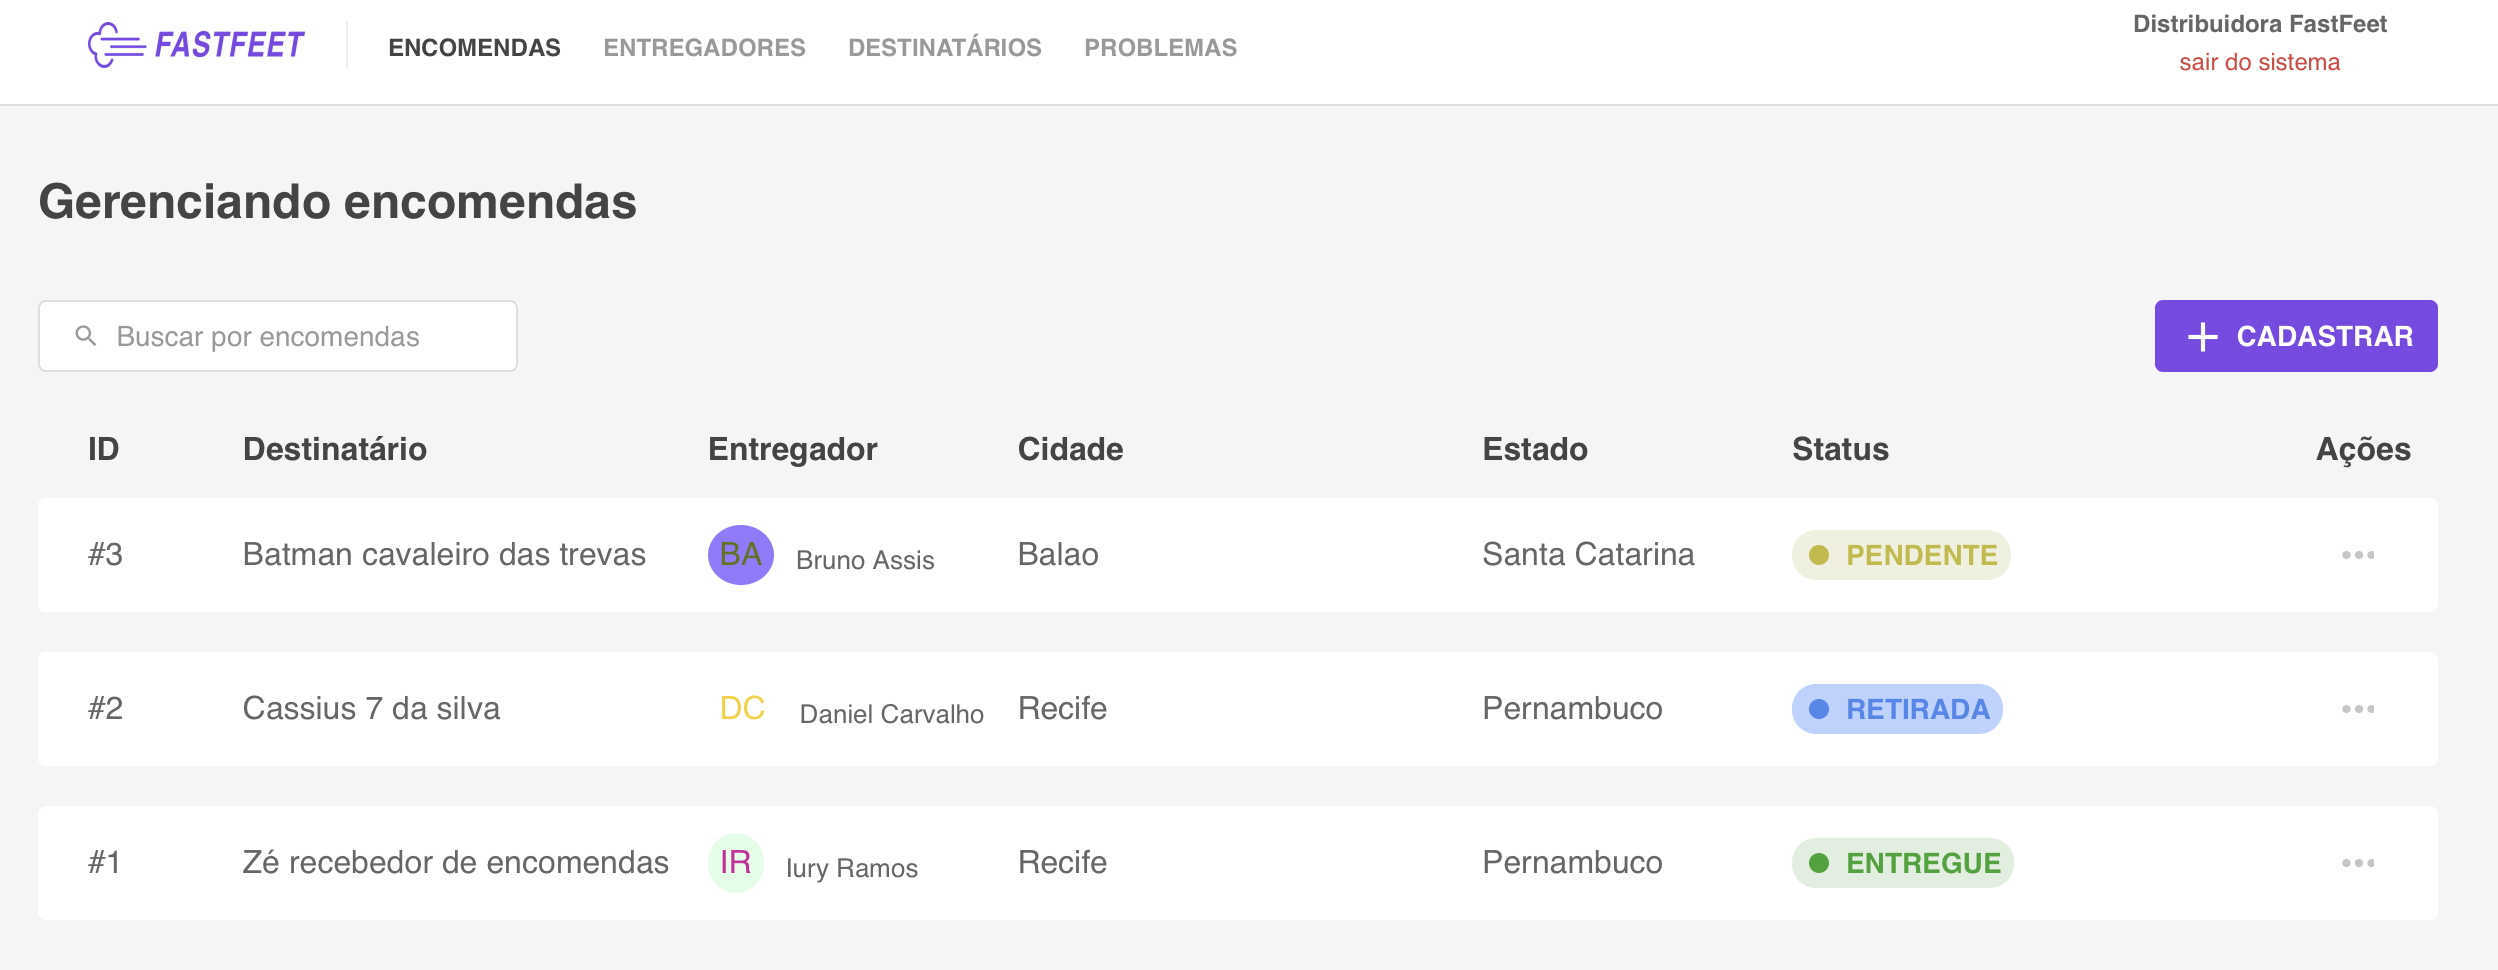 FASTFEET ENCOMENDAS ENTREGADORES DESTINATÁRIOS PROBLEMAS Distribuidora FastFeet
sair do sistema
Gerenciando encomendas
Buscar por encomendas CADASTRAR
ID Destinatário Entregador Cidade Estado Status Ações
#3 Batman cavaleiro das trevas BA Bruno Assis Balao Santa Catarina PENDENTE
#2 Cassius 7 da silva DC Daniel Carvalho Recife Pernambuco RETIRADA
#1 Zé recebedor de encomendas IR Iury Ramos Recife Pernambuco ENTREGUE